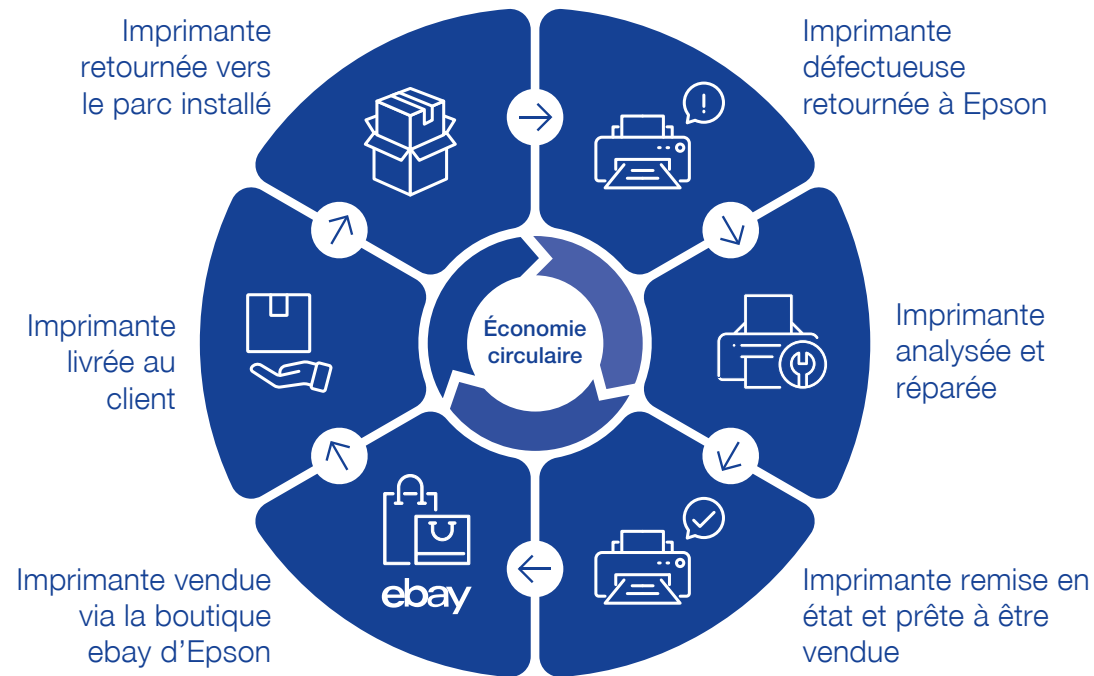 Imprimante
retournée vers
le parc installé
Imprimante
défectueuse
retournée à Epson
Imprimante
analysée et
réparée
Imprimante remise en
état et prête à être
vendue
Imprimante vendue
via la boutique
ebay d’Epson
ebay
Imprimante
livrée au
client
Économie
circulaire